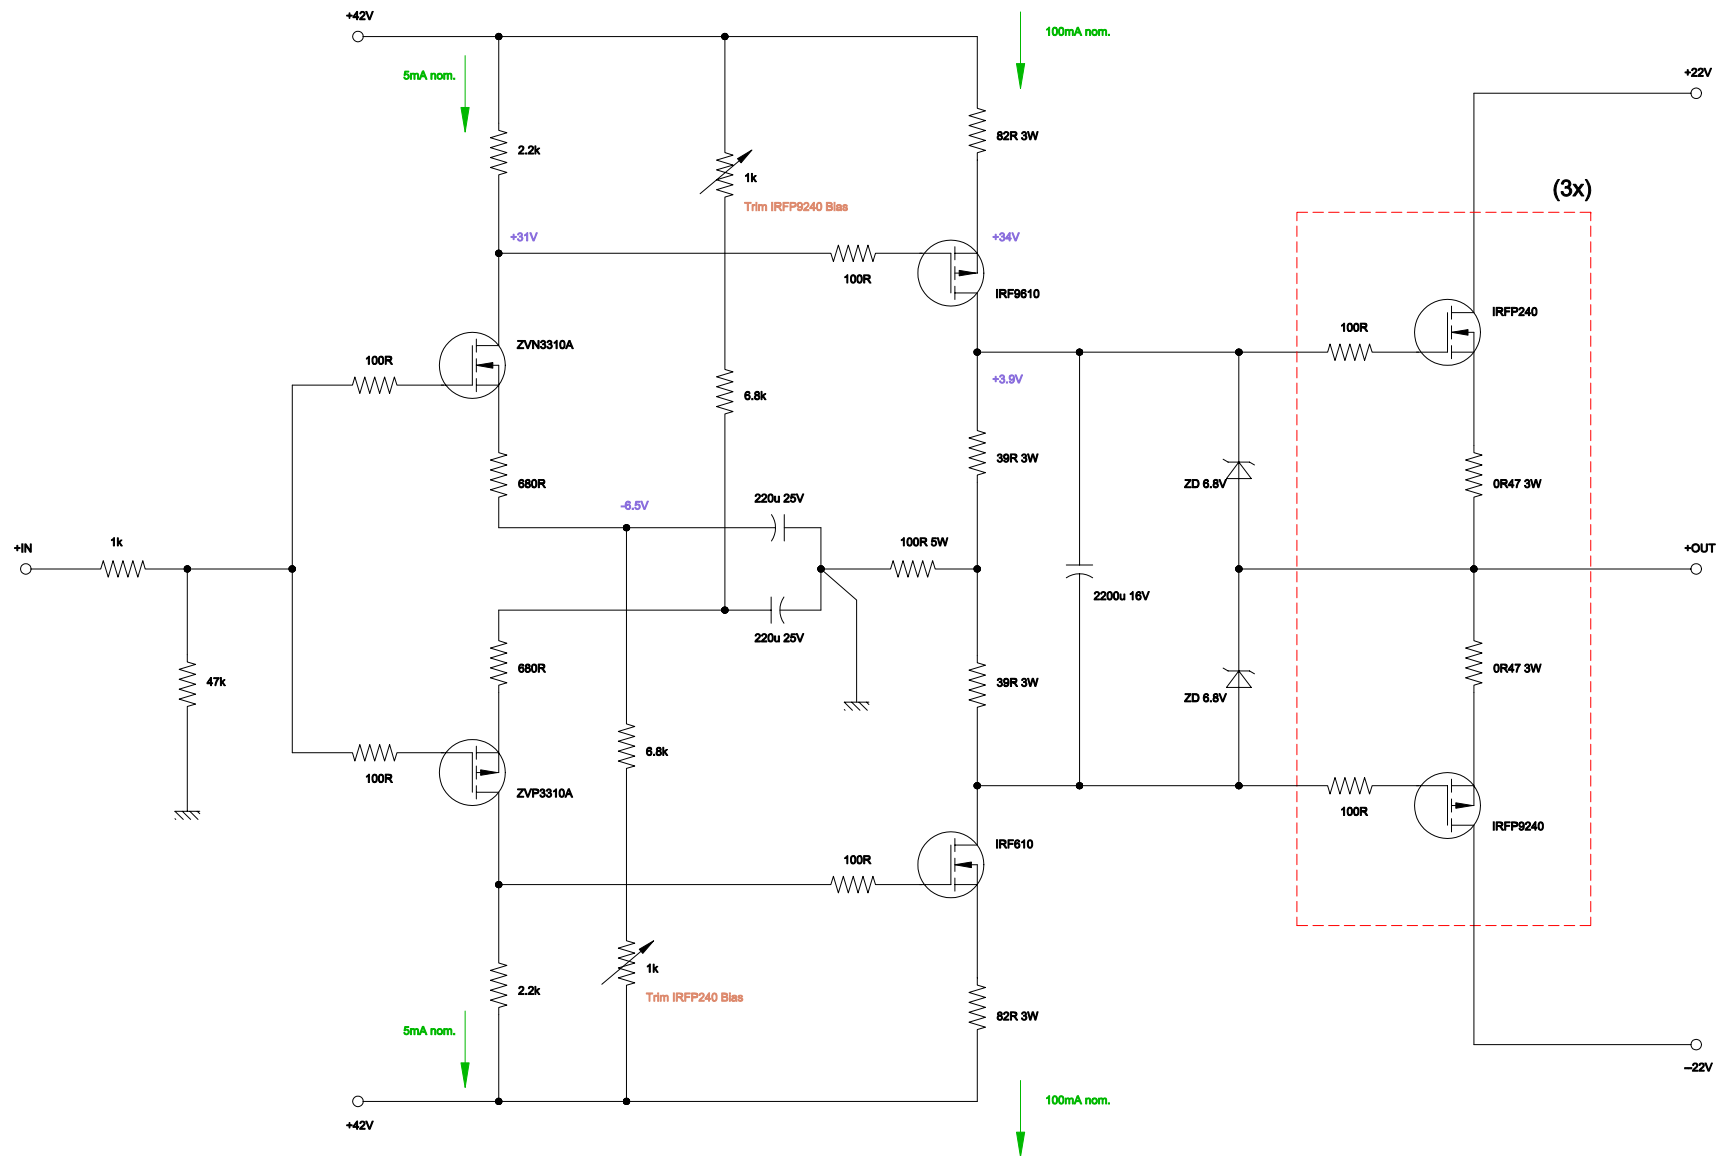 +42V
100mA nom.
5mA nom.
+22V
82R 3W
2.2k
1k
(3x)
Trim IRFP9240 Bias
+31V
+34V
100R
IRF9610
IRFP240
100R
ZVN3310A
100R
+3.9V
6.8k
39R 3W
680R
ZD 6.8V
0R47 3W
220u 25V
-6.5V
1k
100R 5W
+IN
+OUT
2200u 16V
220u 25V
680R
0R47 3W
47k
39R 3W
ZD 6.8V
6.8k
100R
ZVP3310A
100R
IRFP9240
IRF610
100R
1k
2.2k
Trim IRFP240 Bias
82R 3W
5mA nom.
–22V
100mA nom.
+42V